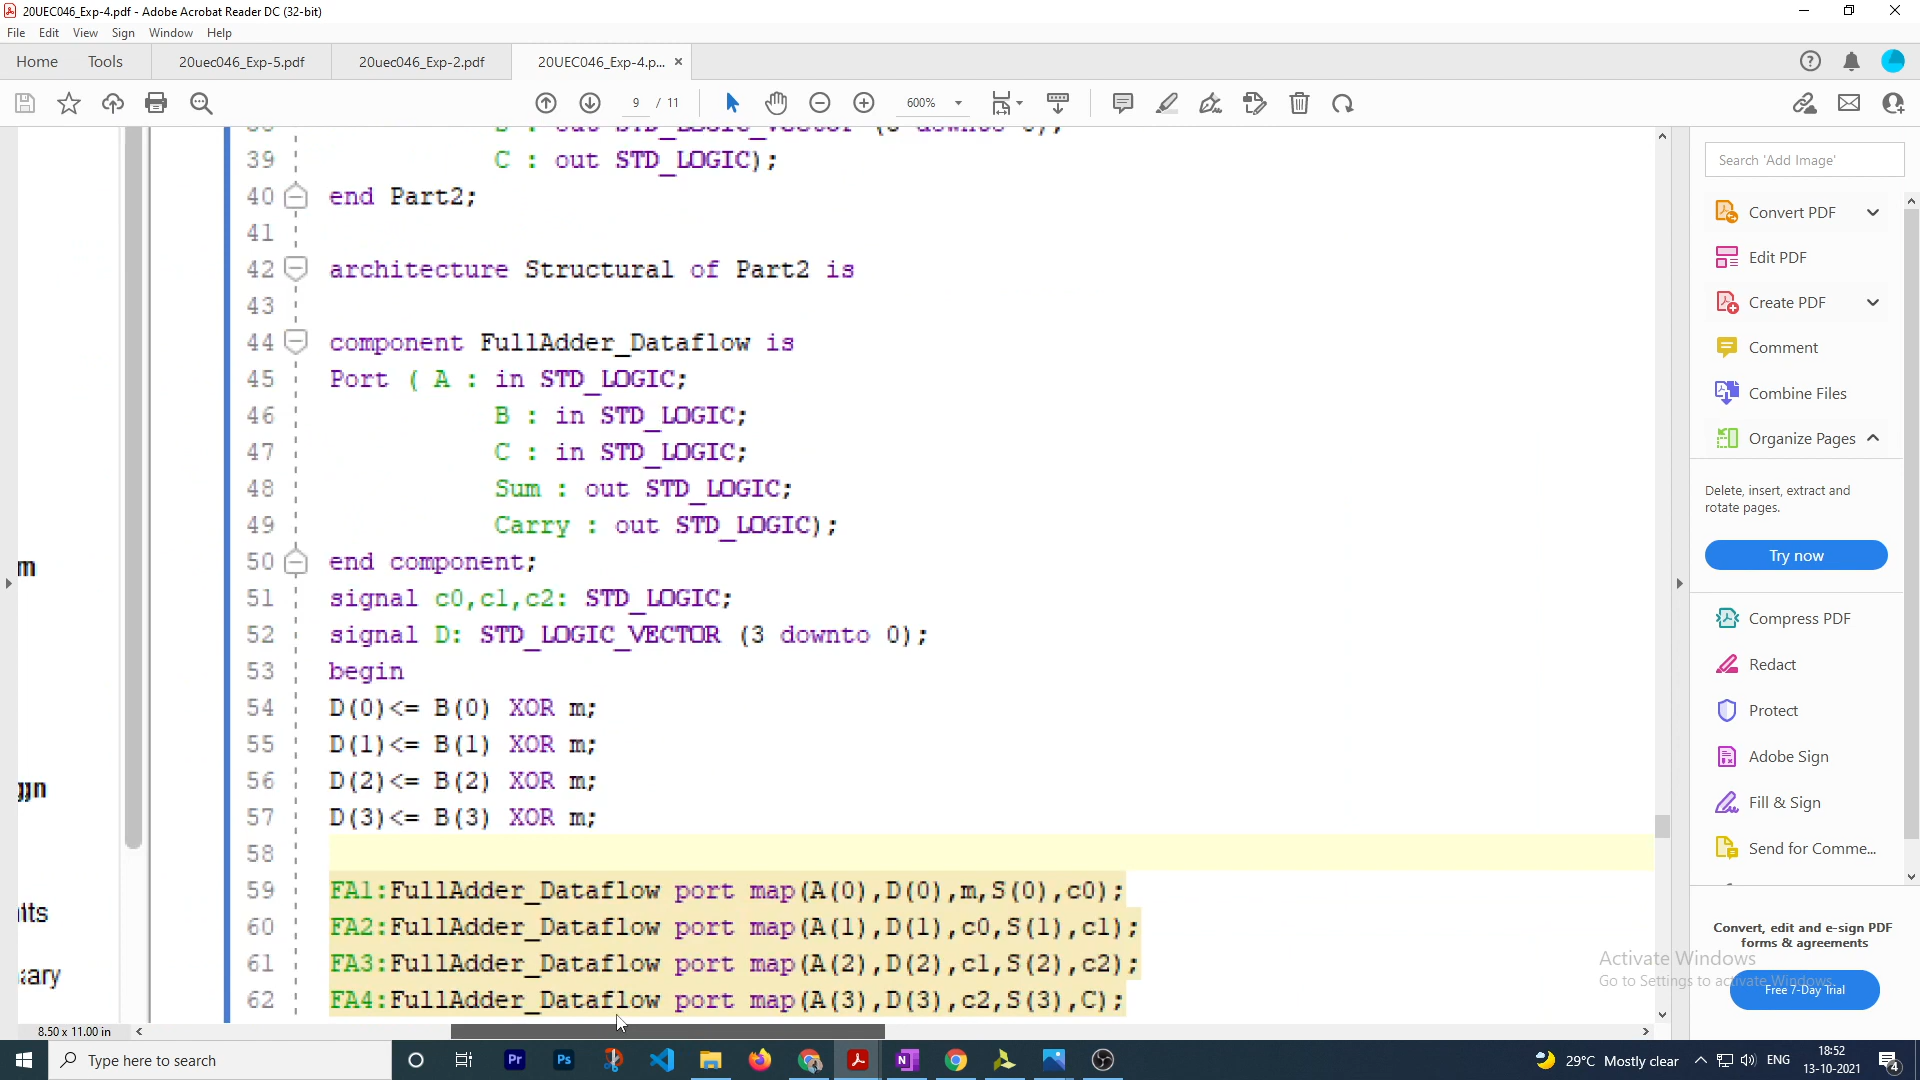 20UEC046_Exp-4.pdf - Adobe Acrobat Reader DC (32-bit)
File Edit View Sign Window Help
Home Tools 20uec046_Exp-5.pdf 20uec046_Exp-2.pdf 20UEC046_Exp-4.p... ×
9 / 11 600%
39 C : out STD_LOGIC);
40 end Part2;
41
42 architecture Structural of Part2 is
43
44 component FullAdder_Dataflow is
45 Port ( A : in STD_LOGIC;
46 B : in STD_LOGIC;
47 C : in STD_LOGIC;
48 Sum : out STD_LOGIC;
49 Carry : out STD_LOGIC);
50 end component;
51 signal c0,c1,c2: STD_LOGIC;
52 signal D: STD_LOGIC_VECTOR (3 downto 0);
53 begin
54 D(0)<= B(0) XOR m;
55 D(1)<= B(1) XOR m;
56 D(2)<= B(2) XOR m;
57 D(3)<= B(3) XOR m;
58
59 FA1:FullAdder_Dataflow port map(A(0),D(0),m,S(0),c0);
60 FA2:FullAdder_Dataflow port map(A(1),D(1),c0,S(1),c1);
61 FA3:FullAdder_Dataflow port map(A(2),D(2),c1,S(2),c2);
62 FA4:FullAdder_Dataflow port map(A(3),D(3),c2,S(3),C);
8.50 x 11.00 in
Search 'Add Image'
Convert PDF
Edit PDF
Create PDF
Comment
Combine Files
Organize Pages
Delete, insert, extract and
rotate pages.
Try now
Compress PDF
Redact
Protect
Adobe Sign
Fill & Sign
Send for Comme...
Convert, edit and e-sign PDF
forms & agreements
Free 7-Day Trial
Activate Windows
Go to Settings to activate Windows.
Type here to search
29°C Mostly clear ENG 18:52
13-10-2021 4